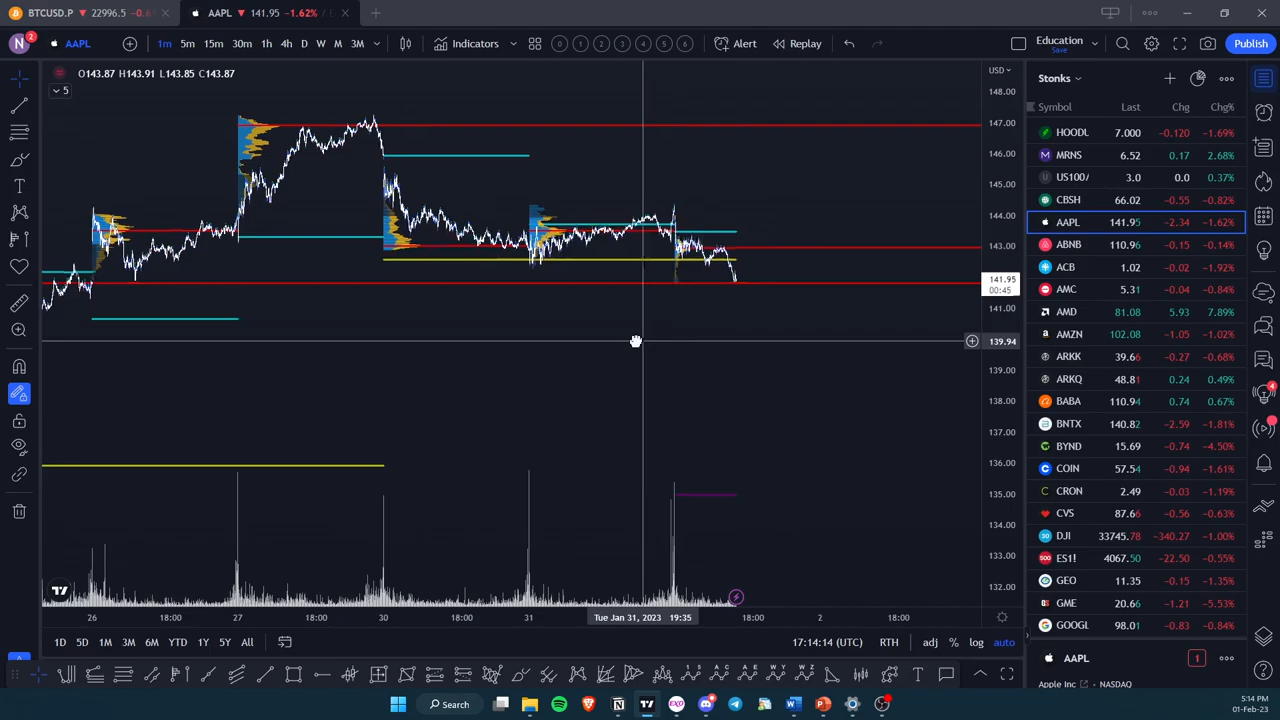 BTCUSD.P ▼ 22996.5 −0.6
AAPL ▼ 141.95 −1.62%
N 2 AAPL 1m 5m 15m 30m 1h 4h D W M 3M Indicators 0 1 2 3 4 5 6 Alert Replay Education Save Publish
O143.87 H143.91 L143.85 C143.87
5
USD
148.00
147.00
146.00
145.00
144.00
143.00
141.95
00:45
141.00
139.94
139.00
138.00
137.00
136.00
135.00
134.00
133.00
132.00
26 18:00 27 18:00 30 18:00 31 Tue Jan 31, 2023 19:35 18:00 2 18:00
1D 5D 1M 3M 6M YTD 1Y 5Y All 17:14:14 (UTC) RTH adj % log auto
Stonks
Symbol Last Chg Chg%
HOODL 7.000 −0.120 −1.69%
MRNS 6.52 0.17 2.68%
US100/ 3.0 0.0 0.37%
CBSH 66.02 −0.55 −0.82%
AAPL 141.95 −2.34 −1.62%
ABNB 110.96 −0.15 −0.14%
ACB 1.02 −0.02 −1.92%
AMC 5.31 −0.04 −0.84%
AMD 81.08 5.93 7.89%
AMZN 102.08 −1.05 −1.02%
ARKK 39.66 −0.27 −0.68%
ARKQ 48.81 0.24 0.49%
BABA 110.94 0.74 0.67%
BNTX 140.82 −2.59 −1.81%
BYND 15.69 −0.74 −4.50%
COIN 57.54 −0.94 −1.61%
CRON 2.49 −0.03 −1.19%
CVS 87.66 −0.56 −0.63%
DJI 33745.78 −340.27 −1.00%
ES1! 4067.50 −22.50 −0.55%
GEO 11.35 −0.15 −1.35%
GME 20.66 −1.21 −5.53%
GOOGL 98.01 −0.83 −0.84%
AAPL 1
Apple Inc NASDAQ
4
Search
5:14 PM
01-Feb-23